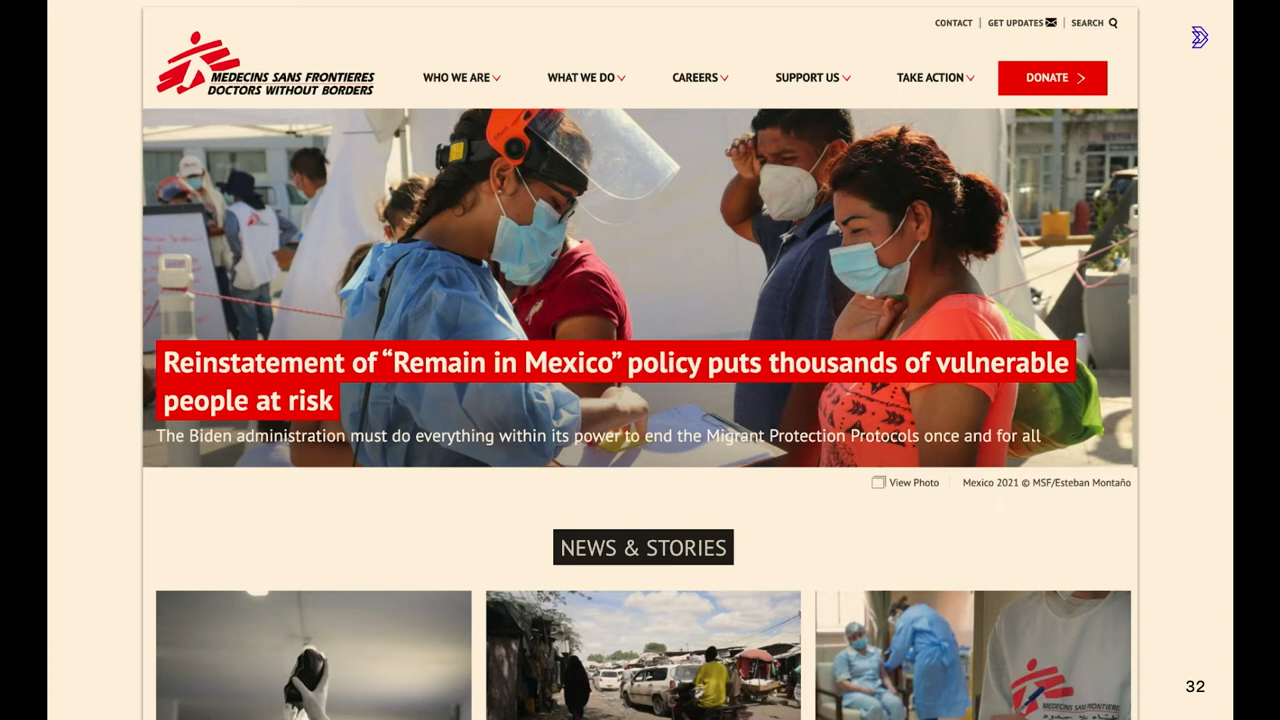 CONTACT | GET UPDATES | SEARCH
MEDECINS SANS FRONTIERES
DOCTORS WITHOUT BORDERS
WHO WE ARE WHAT WE DO CAREERS SUPPORT US TAKE ACTION DONATE
Reinstatement of “Remain in Mexico” policy puts thousands of vulnerable
people at risk
The Biden administration must do everything within its power to end the Migrant Protection Protocols once and for all
View Photo Mexico 2021 © MSF/Esteban Montaño
NEWS & STORIES
MEDECINS SANS FRONTIERES
32